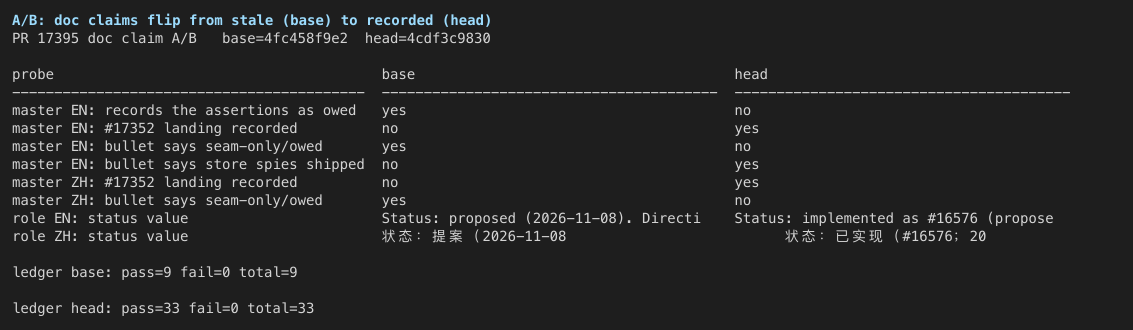 A/B: doc claims flip from stale (base) to recorded (head)
PR 17395 doc claim A/B   base=4fc458f9e2  head=4cdf3c9830
probe                                       base                                      head
------------------------------------------  ----------------------------------------  ----------------------------------------
master EN: records the assertions as owed   yes                                       no
master EN: #17352 landing recorded          no                                        yes
master EN: bullet says seam-only/owed       yes                                       no
master EN: bullet says store spies shipped  no                                        yes
master ZH: #17352 landing recorded          no                                        yes
master ZH: bullet says seam-only/owed       yes                                       no
role EN: status value                       Status: proposed (2026-11-08). Directi    Status: implemented as #16576 (propose
role ZH: status value                       状态：提案（2026-11-08                      状态：已实现（#16576；20
ledger base: pass=9 fail=0 total=9
ledger head: pass=33 fail=0 total=33